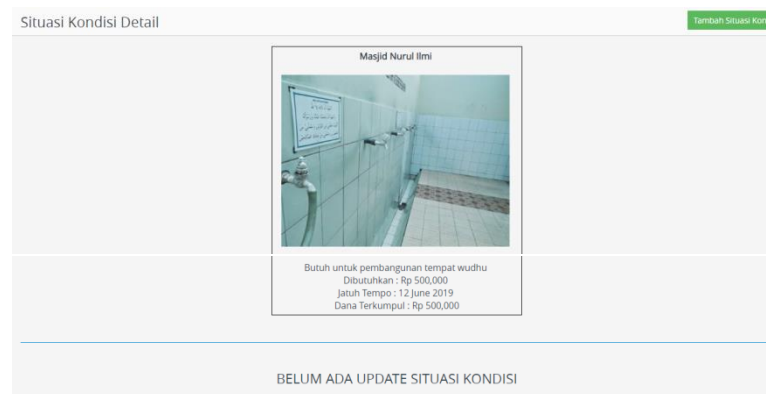 Situasi Kondisi Detail
Tambah Situasi Kon
Masjid Nurul Ilmi
Butuh untuk pembangunan tempat wudhu
Dibutuhkan : Rp 500,000
Jatuh Tempo : 12 June 2019
Dana Terkumpul : Rp 500,000
BELUM ADA UPDATE SITUASI KONDISI